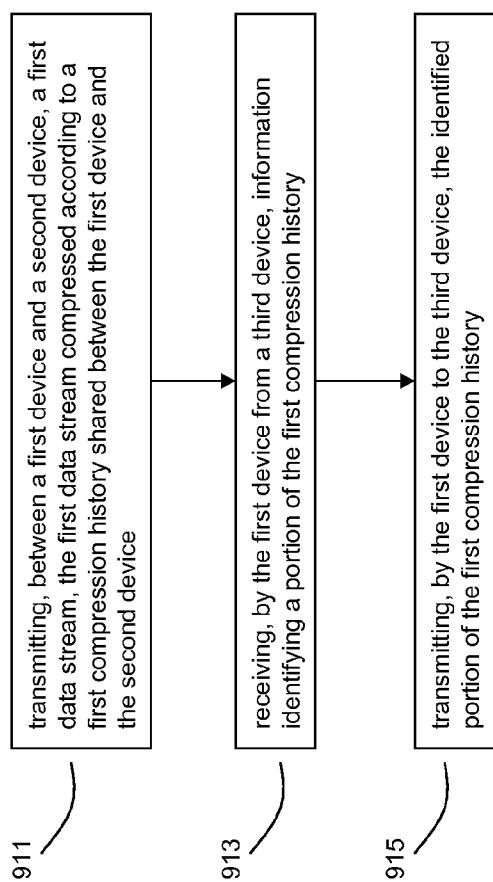 911
transmitting, between a first device and a second device, a first
data stream, the first data stream compressed according to a
first compression history shared between the first device and
the second device
913
receiving, by the first device from a third device, information
identifying a portion of the first compression history
915
transmitting, by the first device to the third device, the identified
portion of the first compression history